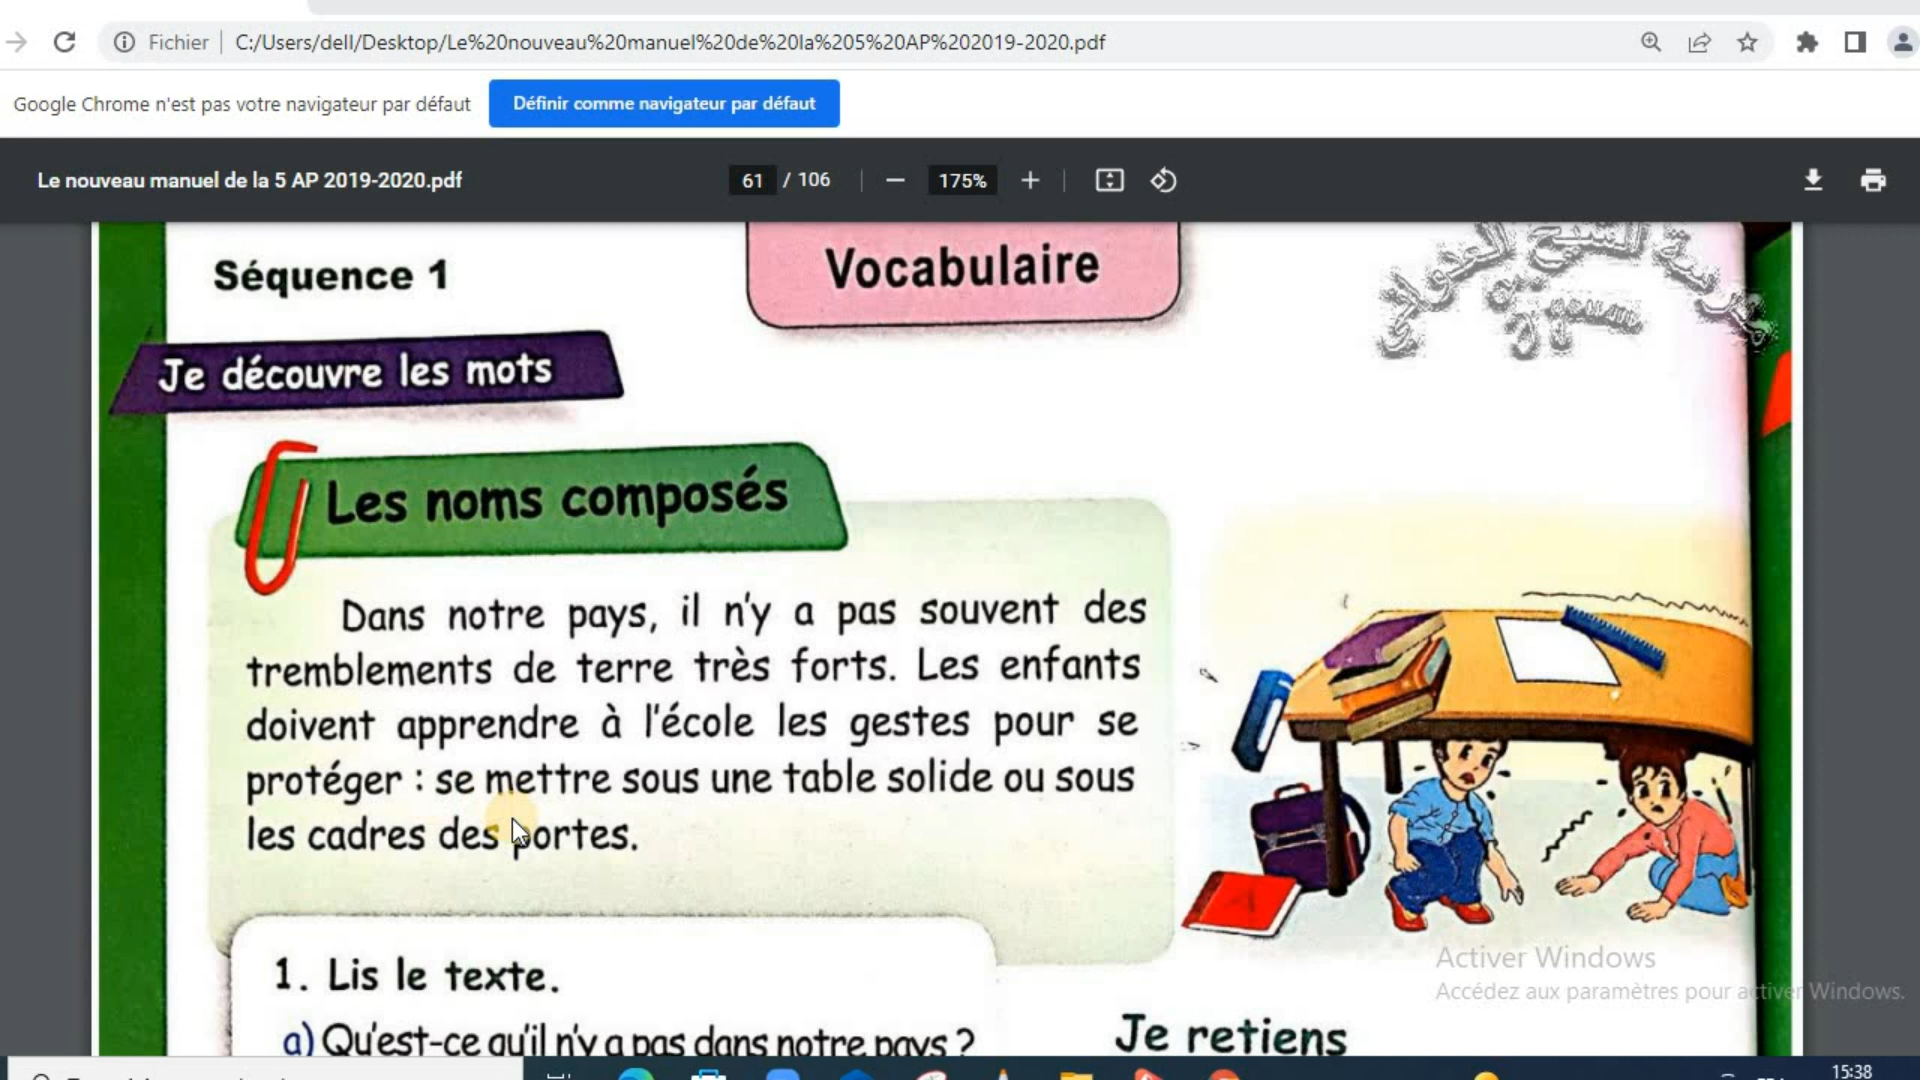 Fichier
C:/Users/dell/Desktop/Le%20nouveau%20manuel%20de%20la%205%20AP%202019-2020.pdf
Google Chrome n'est pas votre navigateur par défaut
Définir comme navigateur par défaut
Le nouveau manuel de la 5 AP 2019-2020.pdf
61 / 106
175%
Séquence 1
Vocabulaire
Je découvre les mots
Les noms composés
Dans notre pays, il n'y a pas souvent des
tremblements de terre très forts. Les enfants
doivent apprendre à l'école les gestes pour se
protéger : se mettre sous une table solide ou sous
les cadres des portes.
1. Lis le texte.
a) Qu'est-ce qu'il n'y a pas dans notre pays ?
Je retiens
Activer Windows
Accédez aux paramètres pour activer Windows.
15:38